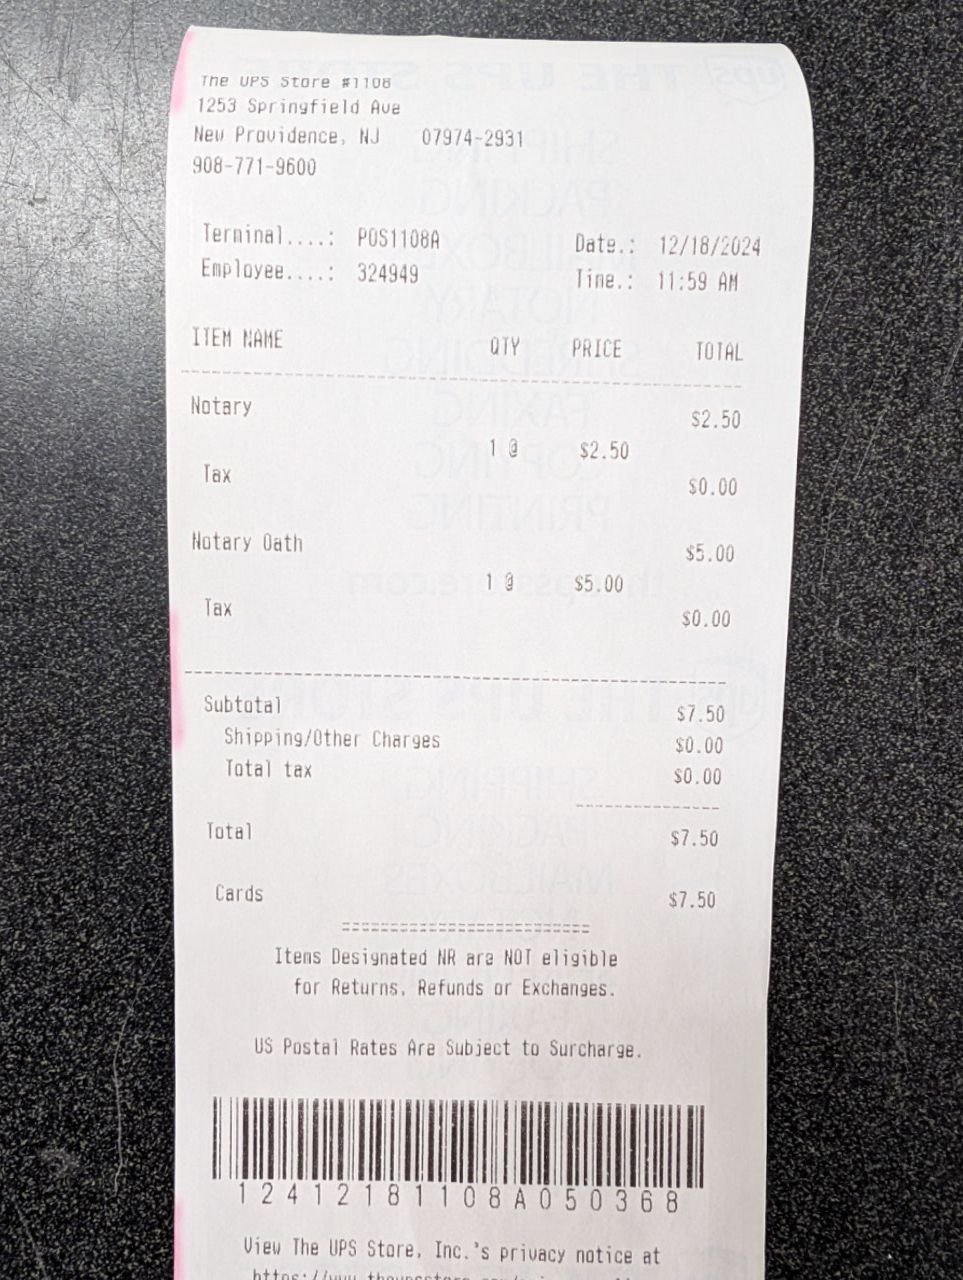 The UPS Store #1108
1253 Springfield Ave
New Providence, NJ 07974-2931
908-771-9600
Terminal....: POS1108A Date.: 12/18/2024
Employee....: 324949 Time.: 11:59 AM
ITEM NAME QTY PRICE TOTAL
Notary $2.50
1 @ $2.50
Tax $0.00
Notary Oath $5.00
1 @ $5.00
Tax $0.00
Subtotal $7.50
Shipping/Other Charges $0.00
Total tax $0.00
Total $7.50
Cards $7.50
Items Designated NR are NOT eligible
for Returns, Refunds or Exchanges.
US Postal Rates Are Subject to Surcharge.
12412181108A050368
View The UPS Store, Inc.'s privacy notice at